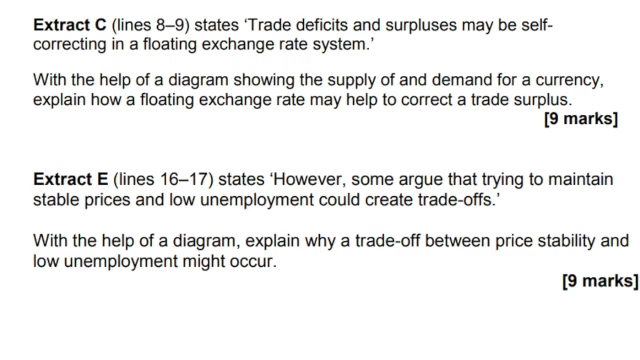 Extract C (lines 8–9) states ‘Trade deficits and surpluses may be self-
correcting in a floating exchange rate system.’
With the help of a diagram showing the supply of and demand for a currency,
explain how a floating exchange rate may help to correct a trade surplus.
[9 marks]
Extract E (lines 16–17) states ‘However, some argue that trying to maintain
stable prices and low unemployment could create trade-offs.’
With the help of a diagram, explain why a trade-off between price stability and
low unemployment might occur.
[9 marks]